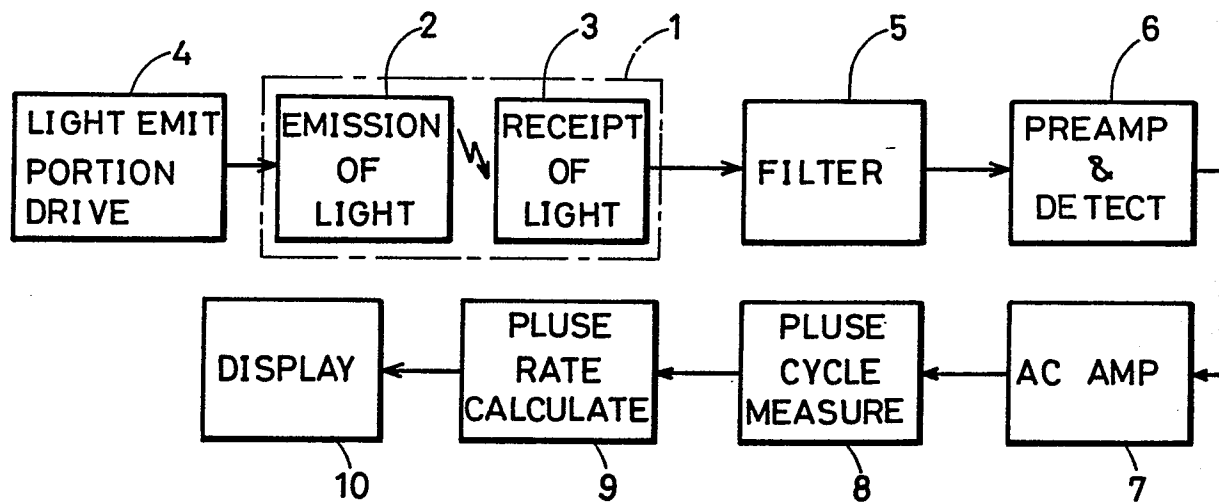 4
2
3
1
5
6
LIGHT EMIT
PORTION
DRIVE
EMISSION
OF
LIGHT
RECEIPT
OF
LIGHT
FILTER
PREAMP
&
DETECT
DISPLAY
PLUSE
RATE
CALCULATE
PLUSE
CYCLE
MEASURE
AC AMP
10
9
8
7